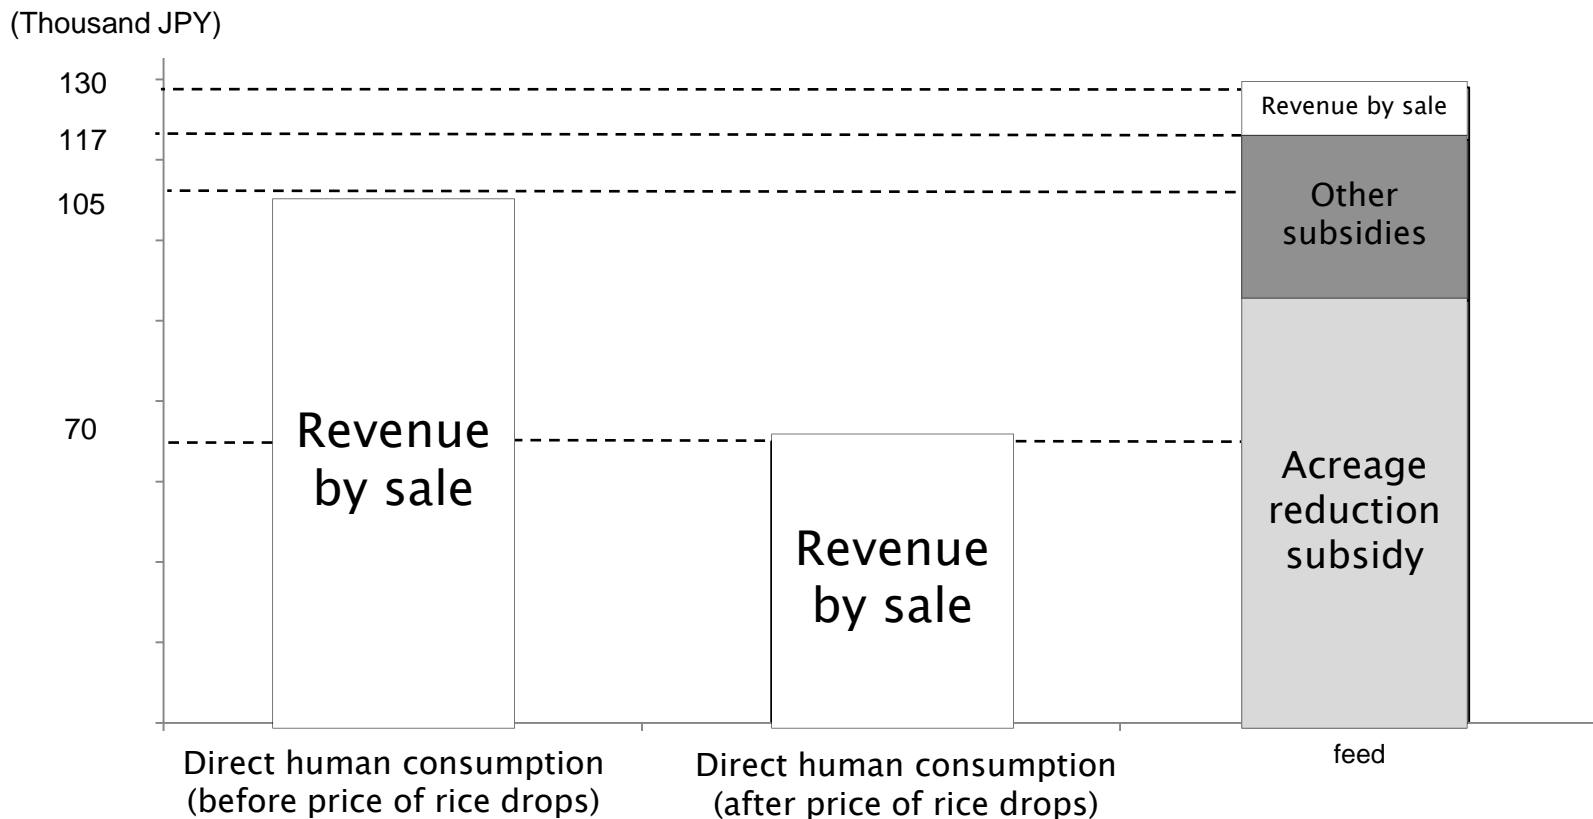 (Thousand JPY)
130
117
105
70
Revenue
by sale
Revenue
by sale
Revenue by sale
Other
subsidies
Acreage
reduction
subsidy
Direct human consumption
(before price of rice drops)
Direct human consumption
(after price of rice drops)
feed